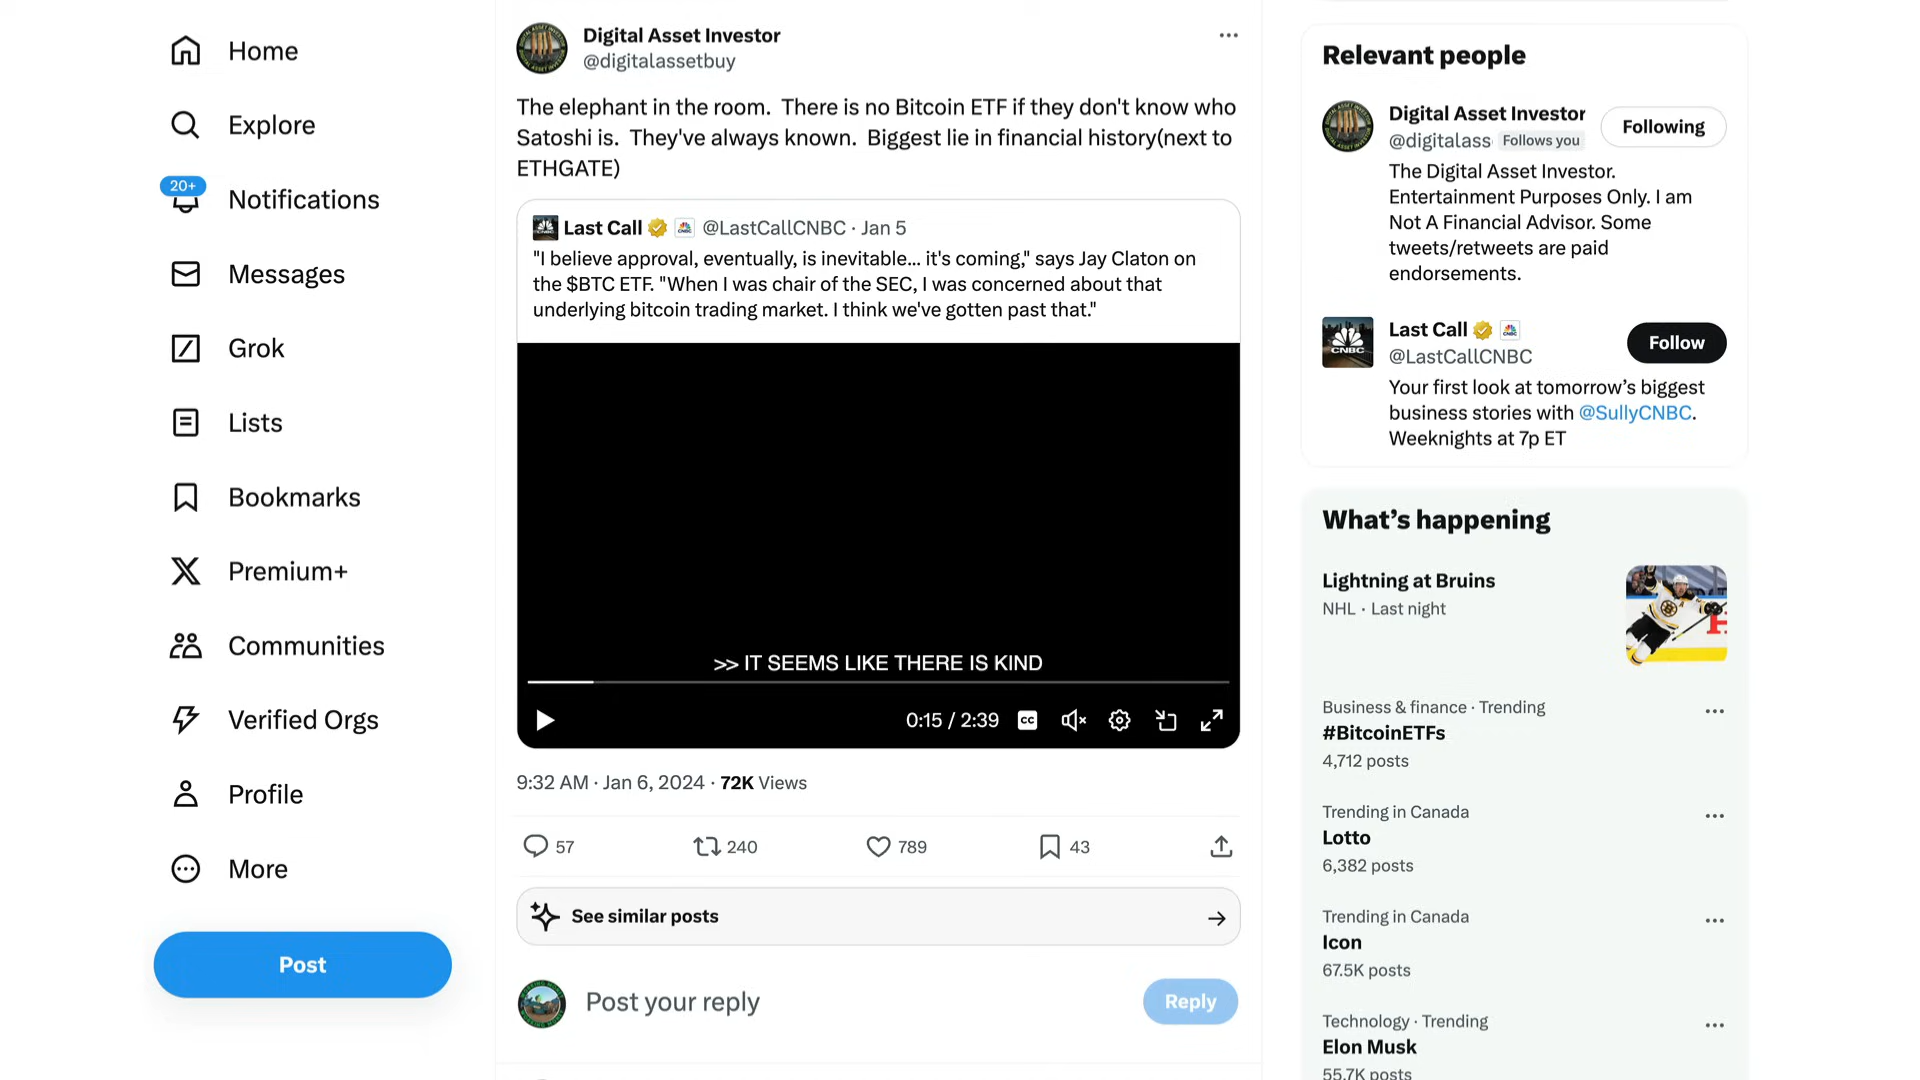 Home
Explore
20+
Notifications
Messages
Grok
Lists
Bookmarks
Premium+
Communities
Verified Orgs
Profile
More
Post
Digital Asset Investor
@digitalassetbuy
The elephant in the room.  There is no Bitcoin ETF if they don't know who
Satoshi is.  They've always known.  Biggest lie in financial history(next to
ETHGATE)
Last Call @LastCallCNBC · Jan 5
"I believe approval, eventually, is inevitable... it's coming," says Jay Claton on
the $BTC ETF. "When I was chair of the SEC, I was concerned about that
underlying bitcoin trading market. I think we've gotten past that."
>> IT SEEMS LIKE THERE IS KIND
0:15 / 2:39 CC
9:32 AM · Jan 6, 2024 · 72K Views
57 240 789 43
See similar posts
Post your reply
Reply
Relevant people
Digital Asset Investor
Following
@digitalass Follows you
The Digital Asset Investor.
Entertainment Purposes Only. I am
Not A Financial Advisor. Some
tweets/retweets are paid
endorsements.
CNBC
Last Call
Follow
@LastCallCNBC
Your first look at tomorrow’s biggest
business stories with @SullyCNBC.
Weeknights at 7p ET
What’s happening
Lightning at Bruins
NHL · Last night
Business & finance · Trending
#BitcoinETFs
4,712 posts
Trending in Canada
Lotto
6,382 posts
Trending in Canada
Icon
67.5K posts
Technology · Trending
Elon Musk
55.7K posts